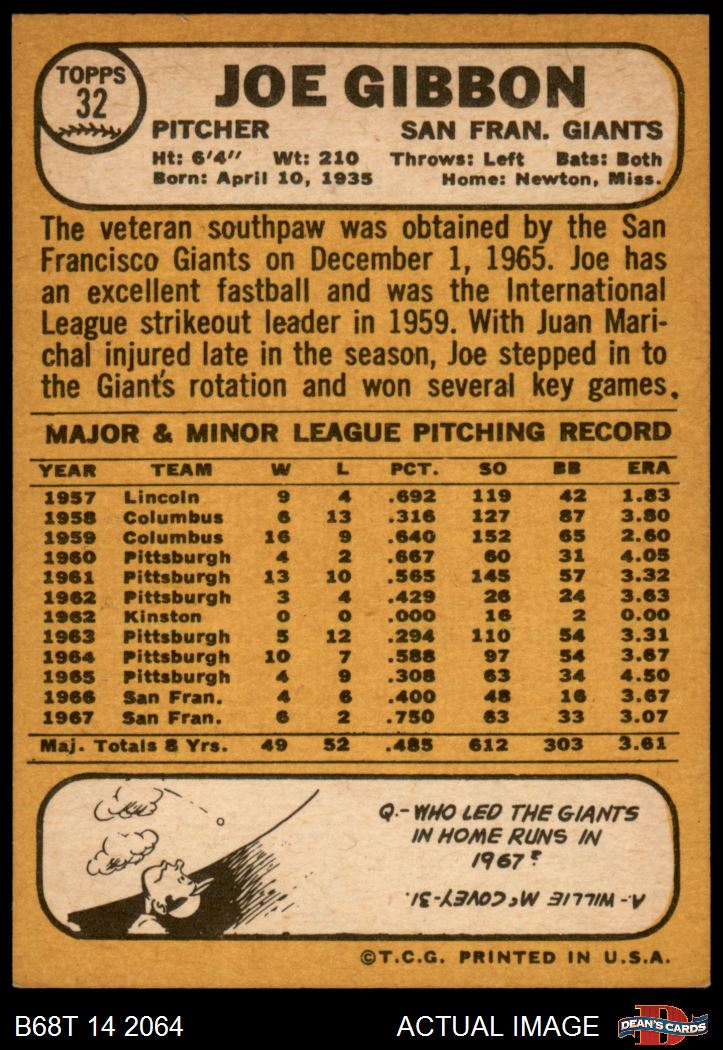 TOPPS
32
JOE GIBBON
PITCHER SAN FRAN. GIANTS
Ht: 6'4" Wt: 210 Throws: Left Bats: Both
Born: April 10, 1935 Home: Newton, Miss.
The veteran southpaw was obtained by the San
Francisco Giants on December 1, 1965. Joe has
an excellent fastball and was the International
League strikeout leader in 1959. With Juan Mari-
chal injured late in the season, Joe stepped in to
the Giant's rotation and won several key games.
MAJOR & MINOR LEAGUE PITCHING RECORD
YEAR TEAM W L PCT. SO BB ERA
1957 Lincoln 9 4 .692 119 42 1.83
1958 Columbus 6 13 .316 127 87 3.80
1959 Columbus 16 9 .640 152 65 2.60
1960 Pittsburgh 4 2 .667 60 31 4.05
1961 Pittsburgh 13 10 .565 145 57 3.32
1962 Pittsburgh 3 4 .429 26 24 3.63
1962 Kinston 0 0 .000 16 2 0.00
1963 Pittsburgh 5 12 .294 110 54 3.31
1964 Pittsburgh 10 7 .588 97 54 3.67
1965 Pittsburgh 4 9 .308 63 34 4.50
1966 San Fran. 4 6 .400 48 16 3.67
1967 San Fran. 6 2 .750 63 33 3.07
Maj. Totals 8 Yrs. 49 52 .485 612 303 3.61
Q.-WHO LED THE GIANTS
IN HOME RUNS IN
1967?
A.-WILLIE McCOVEY-31.
©T.C.G. PRINTED IN U.S.A.
B68T 14 2064 ACTUAL IMAGE
D
DEAN'S CARDS